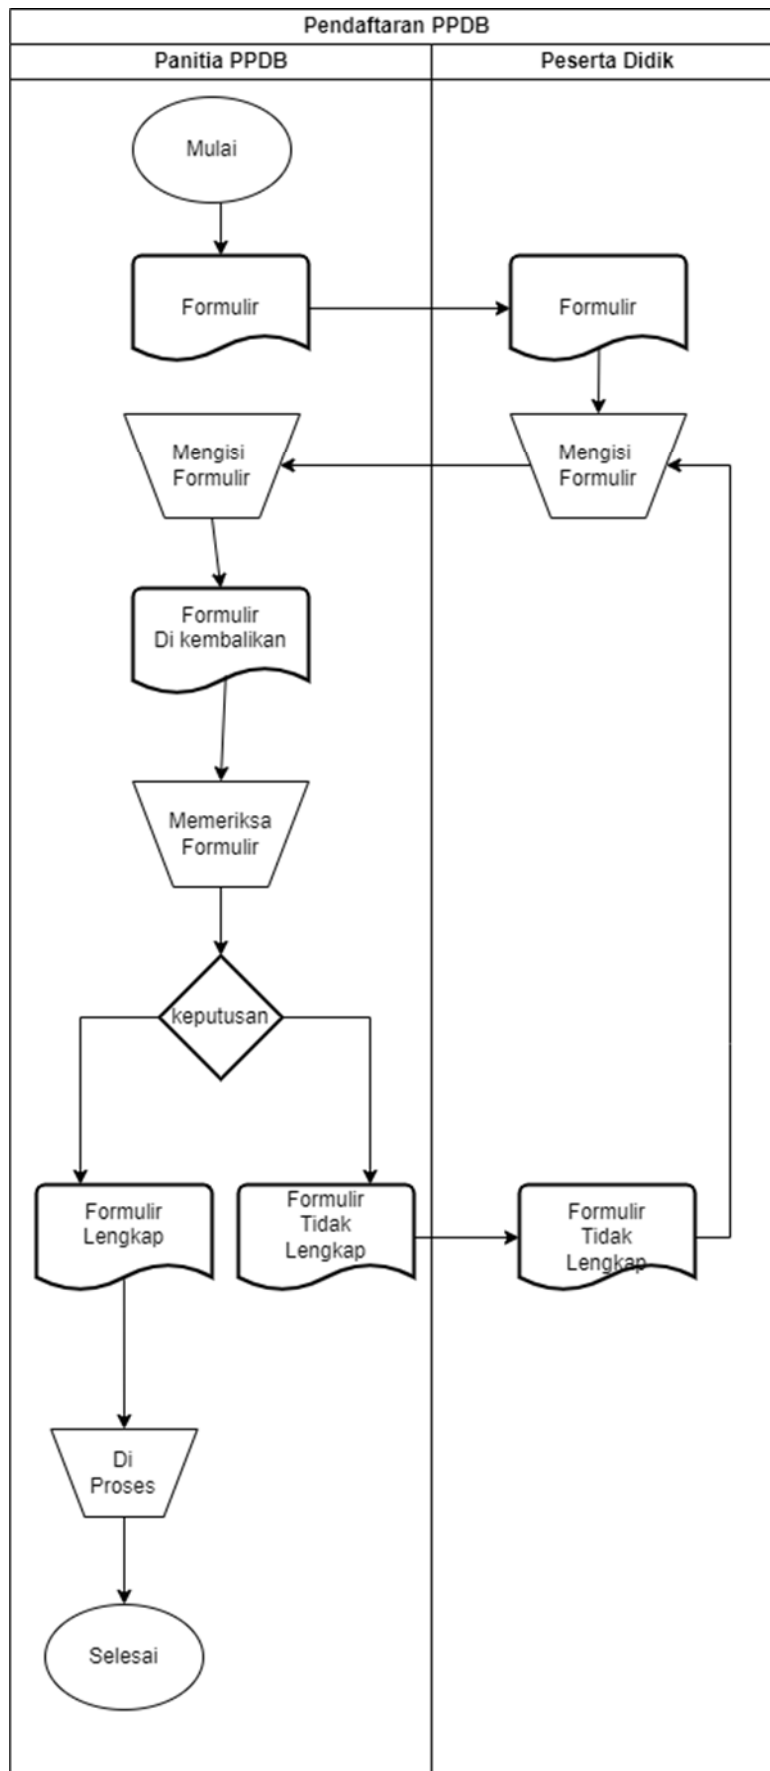 Pendaftaran PPDB
Panitia PPDB
Peserta Didik
Mulai
Formulir
Formulir
Mengisi
Formulir
Mengisi
Formulir
Formulir
Di kembalikan
Memeriksa
Formulir
keputusan
Formulir
Lengkap
Formulir
Tidak
Lengkap
Formulir
Tidak
Lengkap
Di
Proses
Selesai